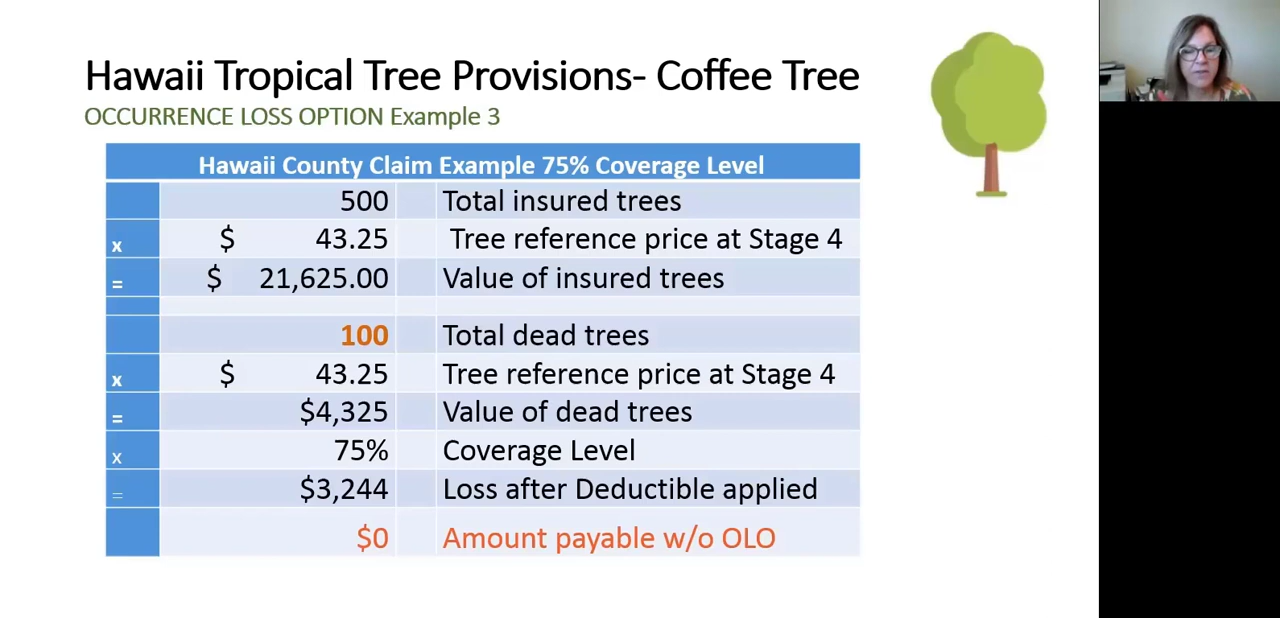 Hawaii Tropical Tree Provisions- Coffee Tree
OCCURRENCE LOSS OPTION Example 3
Hawaii County Claim Example 75% Coverage Level
500 Total insured trees
x $ 43.25 Tree reference price at Stage 4
= $ 21,625.00 Value of insured trees
100 Total dead trees
x $ 43.25 Tree reference price at Stage 4
= $4,325 Value of dead trees
x 75% Coverage Level
= $3,244 Loss after Deductible applied
$0 Amount payable w/o OLO